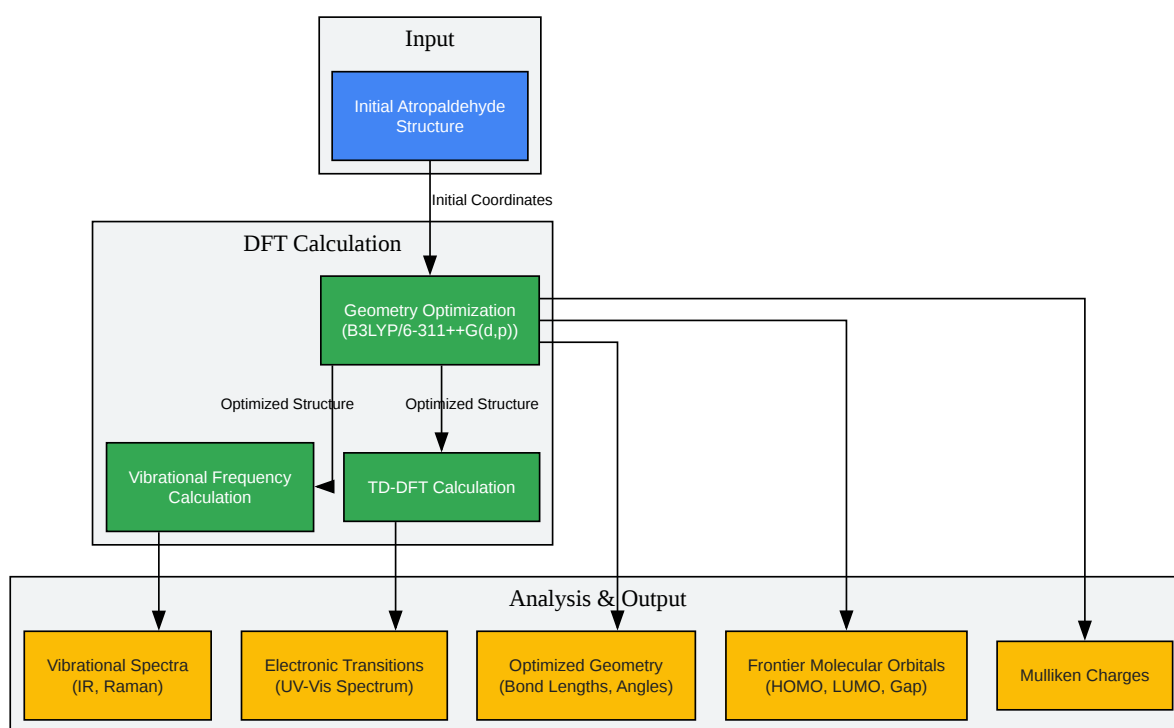 Input
Initial Atropaldehyde
Structure
Initial Coordinates
DFT Calculation
Geometry Optimization
(B3LYP/6-311++G(d,p))
Optimized Structure
Optimized Structure
Vibrational Frequency
Calculation
TD-DFT Calculation
Analysis & Output
Vibrational Spectra
(IR, Raman)
Electronic Transitions
(UV-Vis Spectrum)
Optimized Geometry
(Bond Lengths, Angles)
Frontier Molecular Orbitals
(HOMO, LUMO, Gap)
Mulliken Charges